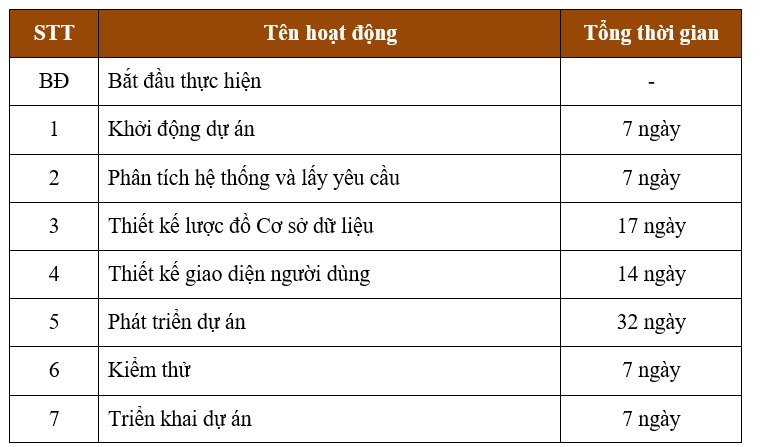 STT Tên hoạt động Tổng thời gian
BĐ Bắt đầu thực hiện -
1 Khởi động dự án 7 ngày
2 Phân tích hệ thống và lấy yêu cầu 7 ngày
3 Thiết kế lược đồ Cơ sở dữ liệu 17 ngày
4 Thiết kế giao diện người dùng 14 ngày
5 Phát triển dự án 32 ngày
6 Kiểm thử 7 ngày
7 Triển khai dự án 7 ngày